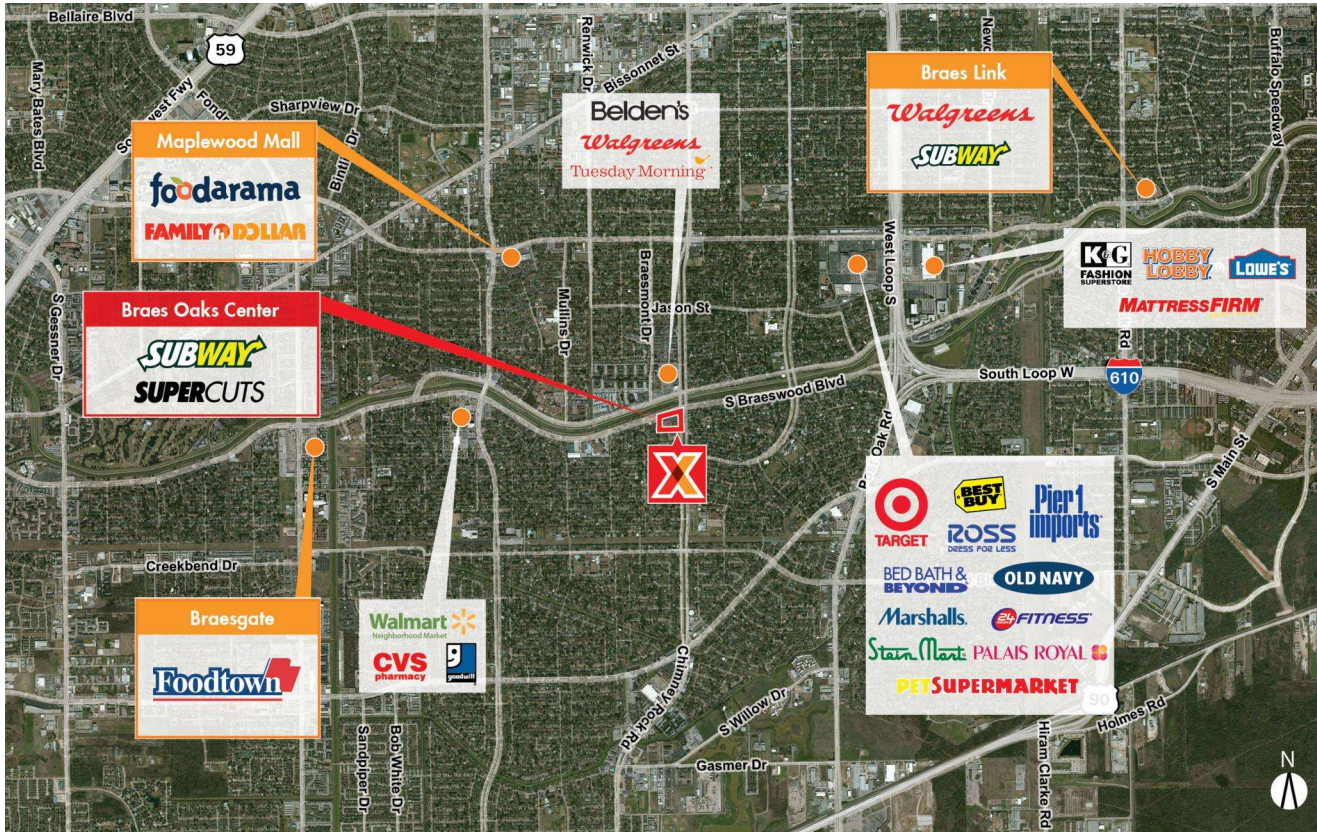 Bellaire Blvd
59
Mary Bates Blvd
Sharpview Dr
Bintliff Dr
Renwick Dr
Bissonnet St
Buffalo Speedway
Maplewood Mall
foodarama
FAMILY DOLLAR
Belden's
Walgreens
Tuesday Morning
Braes Link
Walgreens
SUBWAY
K&G
FASHION
SUPERSTORE
HOBBY
LOBBY
LOWE'S
MATTRESSFIRM
Rd
S Gessner Dr
Braes Oaks Center
SUBWAY
SUPERCUTS
Mullins Dr
Braesmont Dr
Jason St
West Loop S
S Braeswood Blvd
South Loop W
610
Oak Rd
S Main St
X
TARGET
BEST
BUY
ROSS
DRESS FOR LESS
Pier 1
imports
BED BATH &
BEYOND
OLD NAVY
Marshalls.
24
FITNESS
Stein Mart
PALAIS ROYAL
PETSUPERMARKET
Creekbend Dr
Braesgate
Foodtown
Walmart
Neighborhood Market
CVS
pharmacy
g
goodwill
Sandpiper Dr
Bob White Dr
Chimney Rock Rd
S Willow Dr
Gasmer Dr
90
Holmes Rd
Hiram Clarke Rd
N